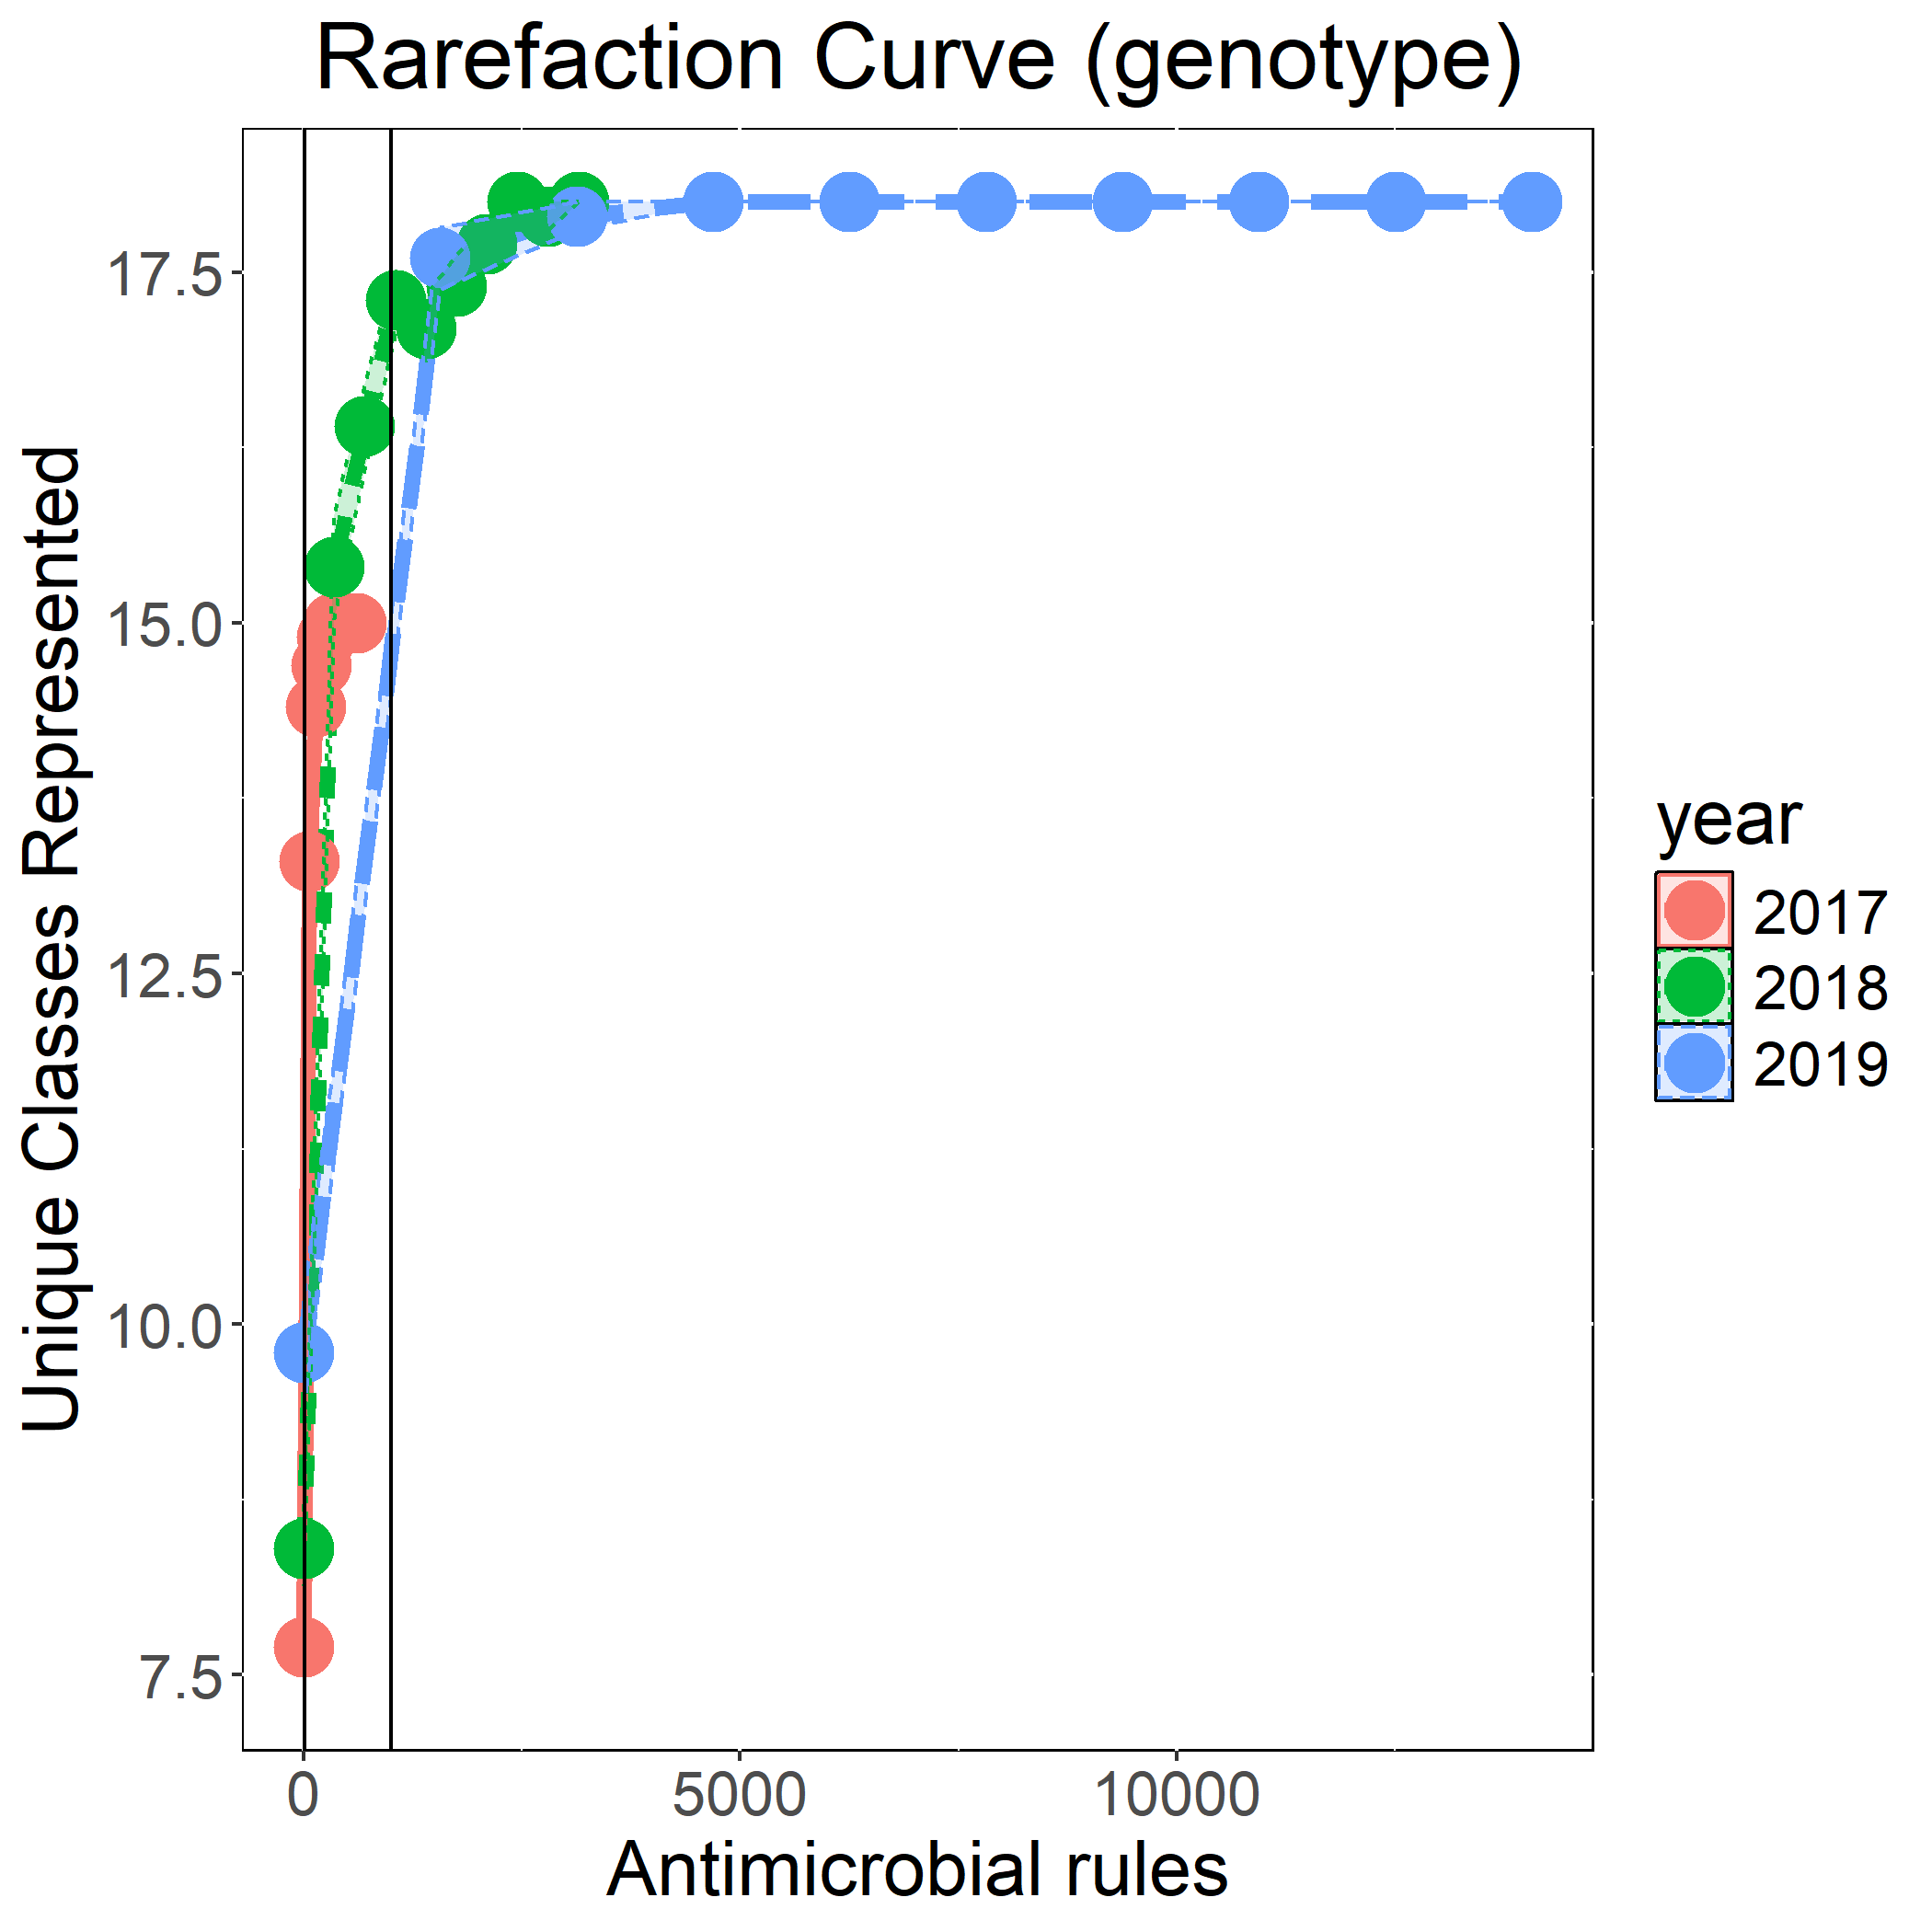 Rarefaction Curve (genotype)
Unique Classes Represented
17.5
15.0
12.5
10.0
7.5
0 5000 10000
Antimicrobial rules
year
2017
2018
2019